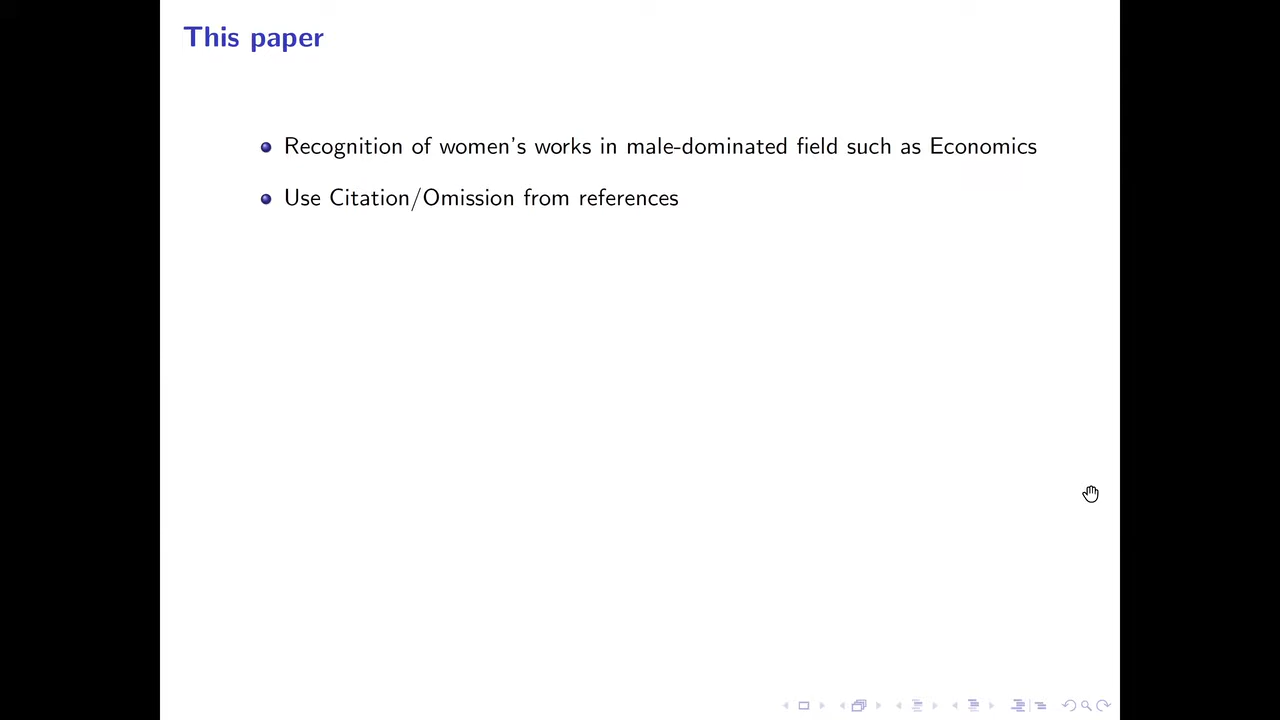 This paper
Recognition of women's works in male-dominated field such as Economics
Use Citation/Omission from references